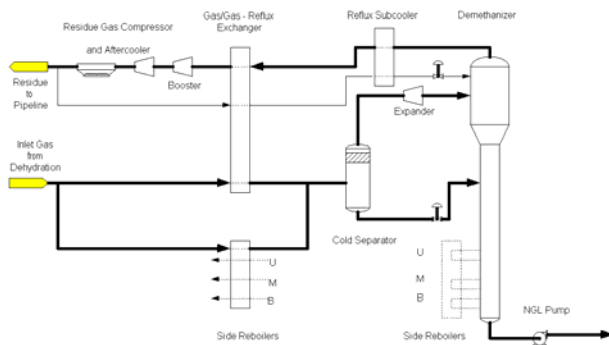 Residue Gas Compressor
and Aftercooler
Gas/Gas - Reflux
Exchanger
Reflux Subcooler
Demethanizer
Residue
to
Pipeline
Booster
Expander
Inlet Gas
from
Dehydration
Cold Separator
U
M
B
U
M
B
NGL Pump
Side Reboilers
Side Reboilers